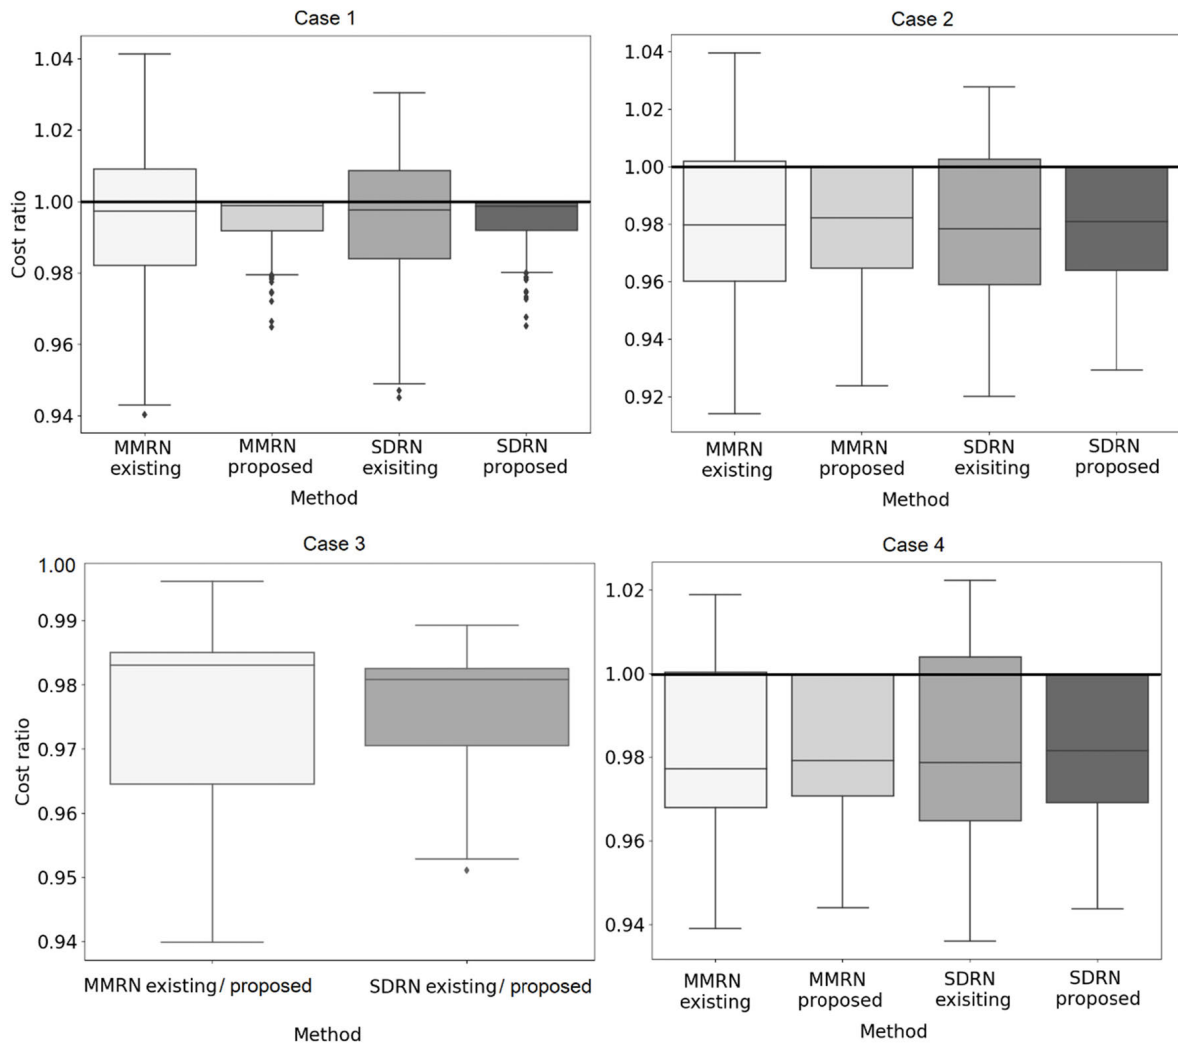 Case 1
Cost ratio
1.04
1.02
1.00
0.98
0.96
0.94
MMRN existing
MMRN proposed
SDRN exisiting
SDRN proposed
Method
Case 2
1.04
1.02
1.00
0.98
0.96
0.94
0.92
MMRN existing
MMRN proposed
SDRN exisiting
SDRN proposed
Method
Case 3
Cost ratio
1.00
0.99
0.98
0.97
0.96
0.95
0.94
MMRN existing/ proposed
SDRN existing/ proposed
Method
Case 4
1.02
1.00
0.98
0.96
0.94
MMRN existing
MMRN proposed
SDRN exisiting
SDRN proposed
Method